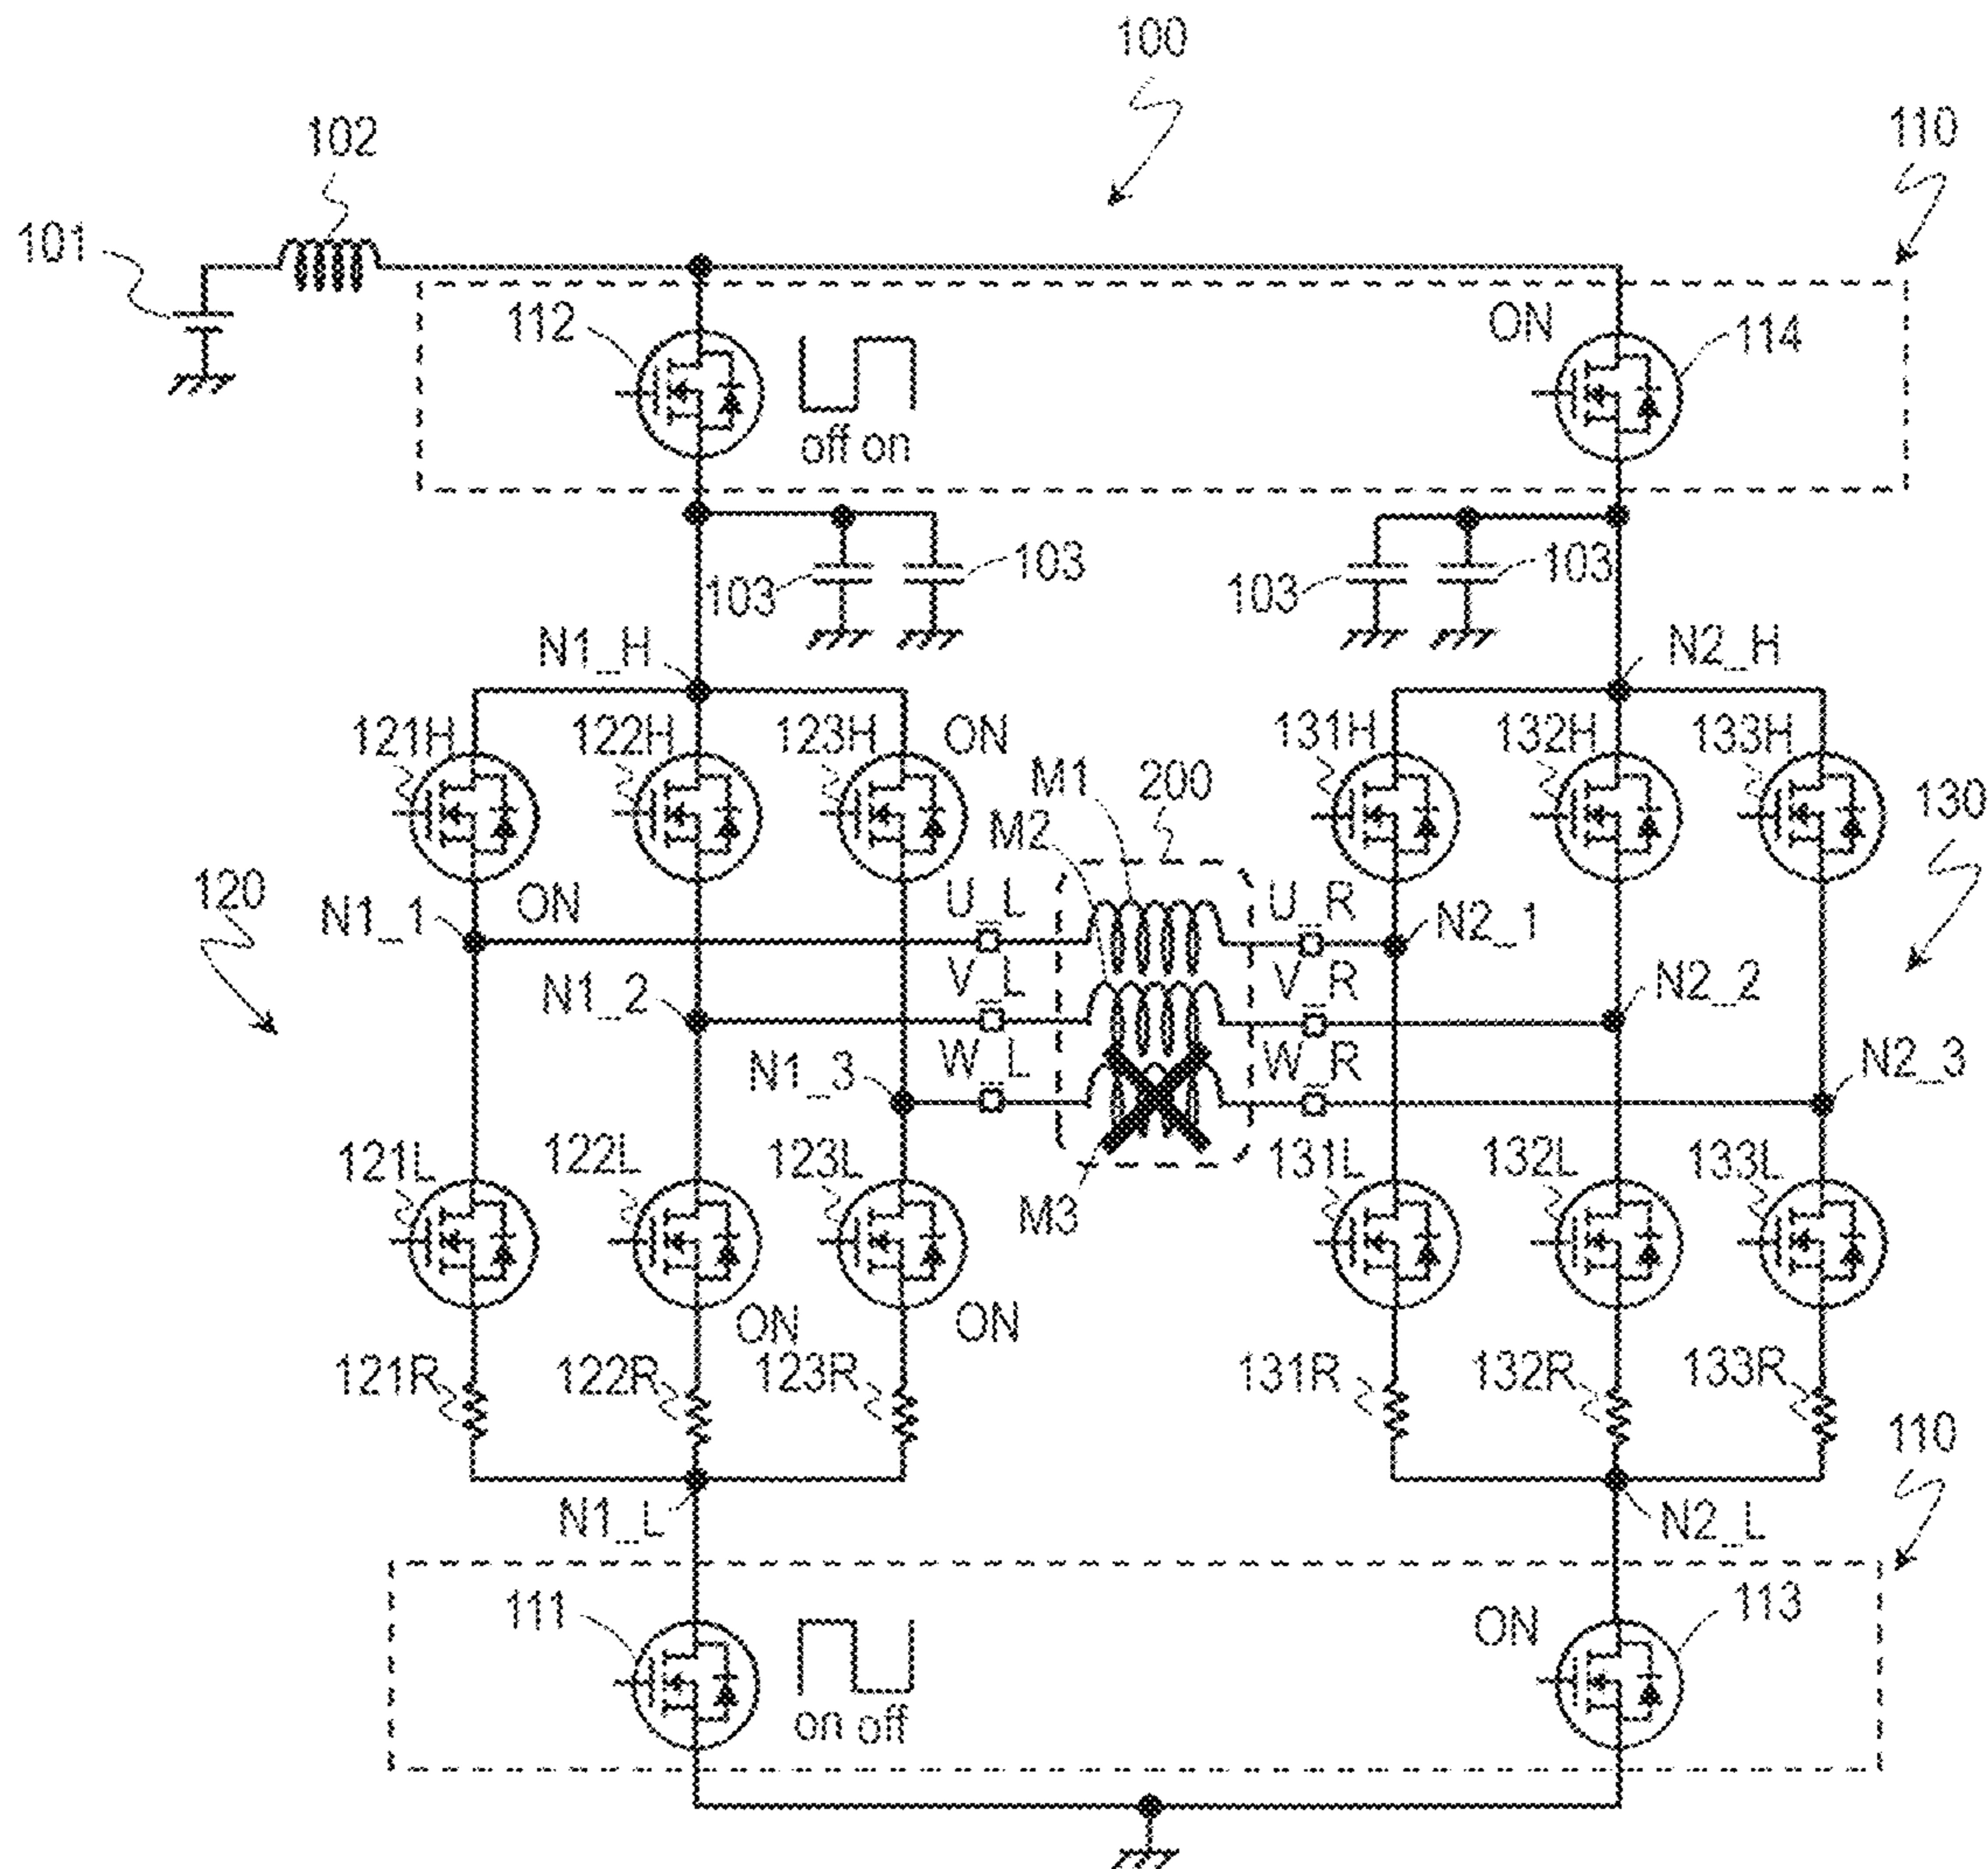 100
102
110
101
112
ON
114
off on
103
103
103
103
N1_H
N2_H
121H
122H
123H
ON
131H
132H
133H
M1
200
M2
130
120
N1_1
ON
U_L
U_R
N2_1
N1_2
V_L
V_R
N2_2
N1_3
W_L
W_R
N2_3
121L
122L
123L
131L
132L
133L
M3
ON
ON
121R
122R
123R
131R
132R
133R
110
N1_L
N2_L
111
ON
113
on off